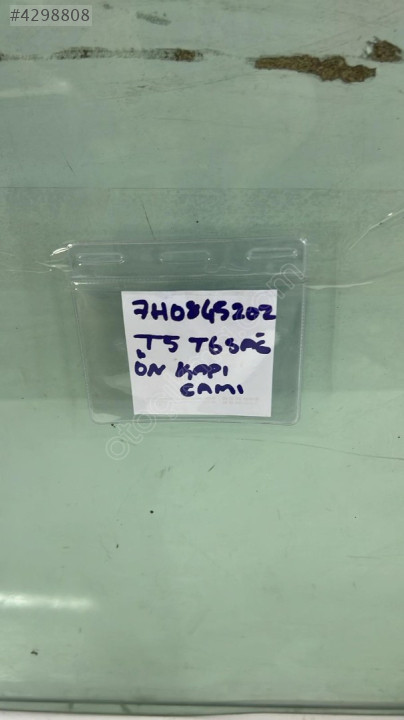 #4298808
7H0845202
T5 T6 SAĞ
ÖN KAPI
CAMI